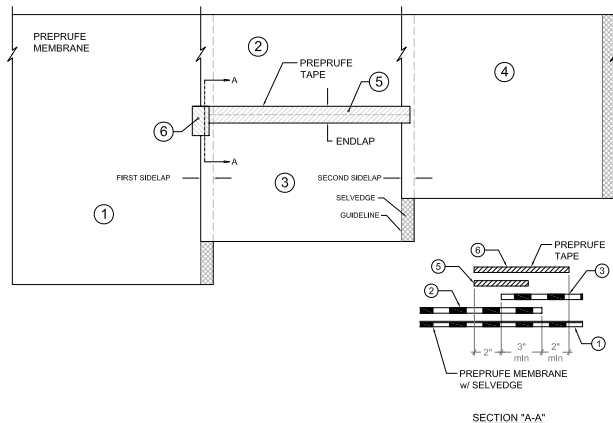 PREPRUFE
MEMBRANE
2
PREPRUFE
TAPE
5
4
A
6
ENDLAP
A
FIRST SIDELAP
3
SECOND SIDELAP
SELVEDGE
GUIDELINE
1
6
PREPRUFE
TAPE
5
3
2
2"
3"
min
2"
min
1
PREPRUFE MEMBRANE
w/ SELVEDGE
SECTION "A-A"